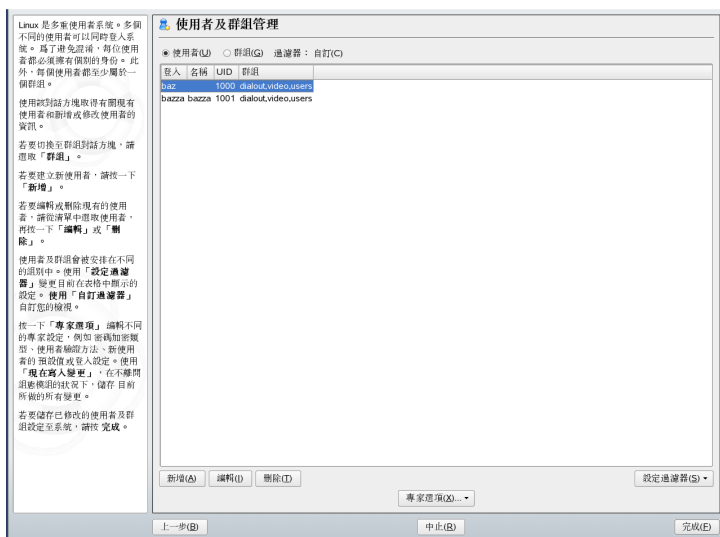 Linux 是多重使用者系統。多個
不同的使用者可以同時登入系
統。 爲了避免混淆，每位使用
者都必須擁有個別的身份。 此
外，每個使用者都至少屬於一
個群組。
使用該對話方塊取得有關現有
使用者和新增或修改使用者的
資訊。
若要切換至群組對話方塊，請
選取「群組」。
若要建立新使用者，請按一下
「新增」。
若要編輯或刪除現有的使用
者，請從清單中選取使用者，
再按一下「編輯」或「刪
除」。
使用者及群組會被安排在不同
的組別中。使用「設定過濾
器」變更目前在表格中顯示的
設定。 使用「自訂過濾器」
自訂您的檢視。
按一下「專家選項」 編輯不同
的專家設定，例如 密碼加密類
型、使用者驗證方法、新使用
者的 預設值或登入設定。使用
「現在寫入變更」，在不離開
組態模組的狀況下，儲存 目前
所做的所有變更。
若要儲存已修改的使用者及群
組設定至系統，請按 完成。
使用者及群組管理
使用者(U) 群組(G) 過濾器： 自訂(C)
登入 名稱 UID 群組
baz 1000 dialout,video,users
bazza bazza 1001 dialout,video,users
新增(A) 編輯(I) 刪除(T) 設定過濾器(S)
專家選項(X)...
上一步(B) 中止(R) 完成(F)